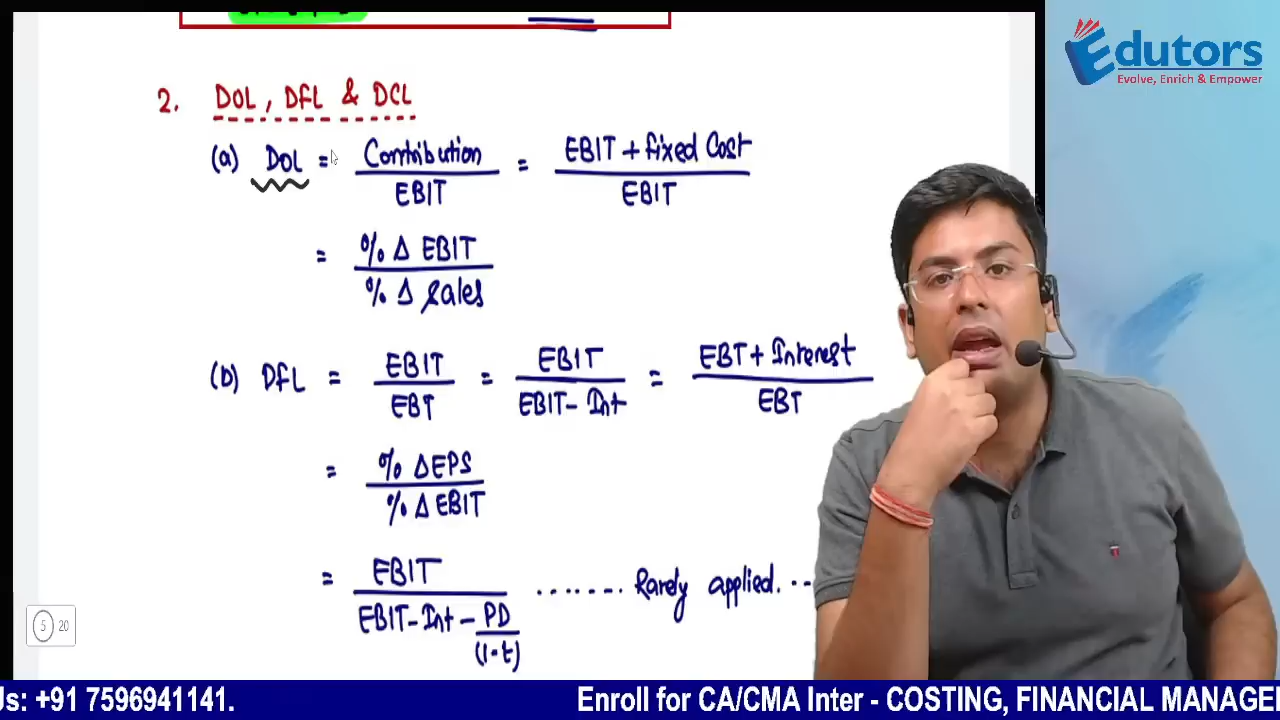 Edutors
Evolve, Enrich & Empower
2. DOL, DFL & DCL
(a) DOL = Contribution / EBIT = EBIT + fixed Cost / EBIT
= % Δ EBIT / % Δ Sales
(b) DFL = EBIT / EBT = EBIT / EBIT - Int = EBT + Interest / EBT
= % Δ EPS / % Δ EBIT
= EBIT / EBIT - Int - PD / (1-t) ....... Rarely applied. ..
5 20
Us: +91 7596941141. Enroll for CA/CMA Inter - COSTING, FINANCIAL MANAGE